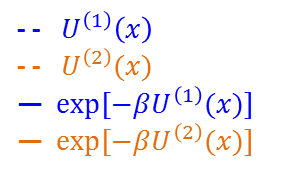 -- U⁽¹⁾(x)
-- U⁽²⁾(x)
— exp[−βU⁽¹⁾(x)]
— exp[−βU⁽²⁾(x)]